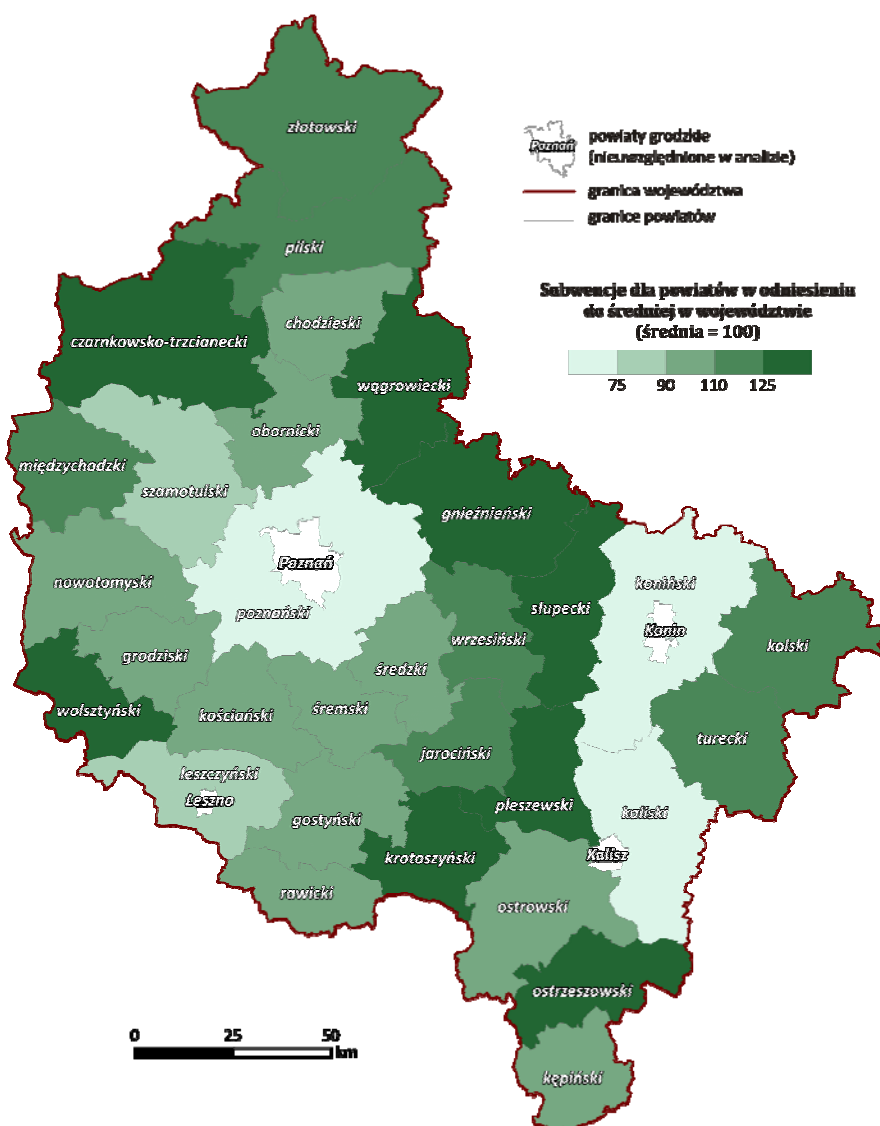 złotowski
Poznań
powiaty grodzkie
(nieuwzględnione w analizie)
granica województwa
granice powiatów
pilski
Subwencje dla powiatów w odniesieniu
do średniej w województwie
(średnia = 100)
75 90 110 125
chodzieski
czarnkowsko-trzcianecki
wągrowiecki
obornicki
międzychodzki
szamotulski
gnieźnieński
Poznań
nowotomyski
koniński
poznański
słupecki
Konin
wrzesiński
kolski
grodziski
średzki
wolsztyński
kościański
śremski
turecki
jarociński
leszczyński
Leszno
pleszewski
kaliski
gostyński
krotoszyński
Kalisz
rawicki
ostrowski
ostrzeszowski
0 25 50
km
kępiński